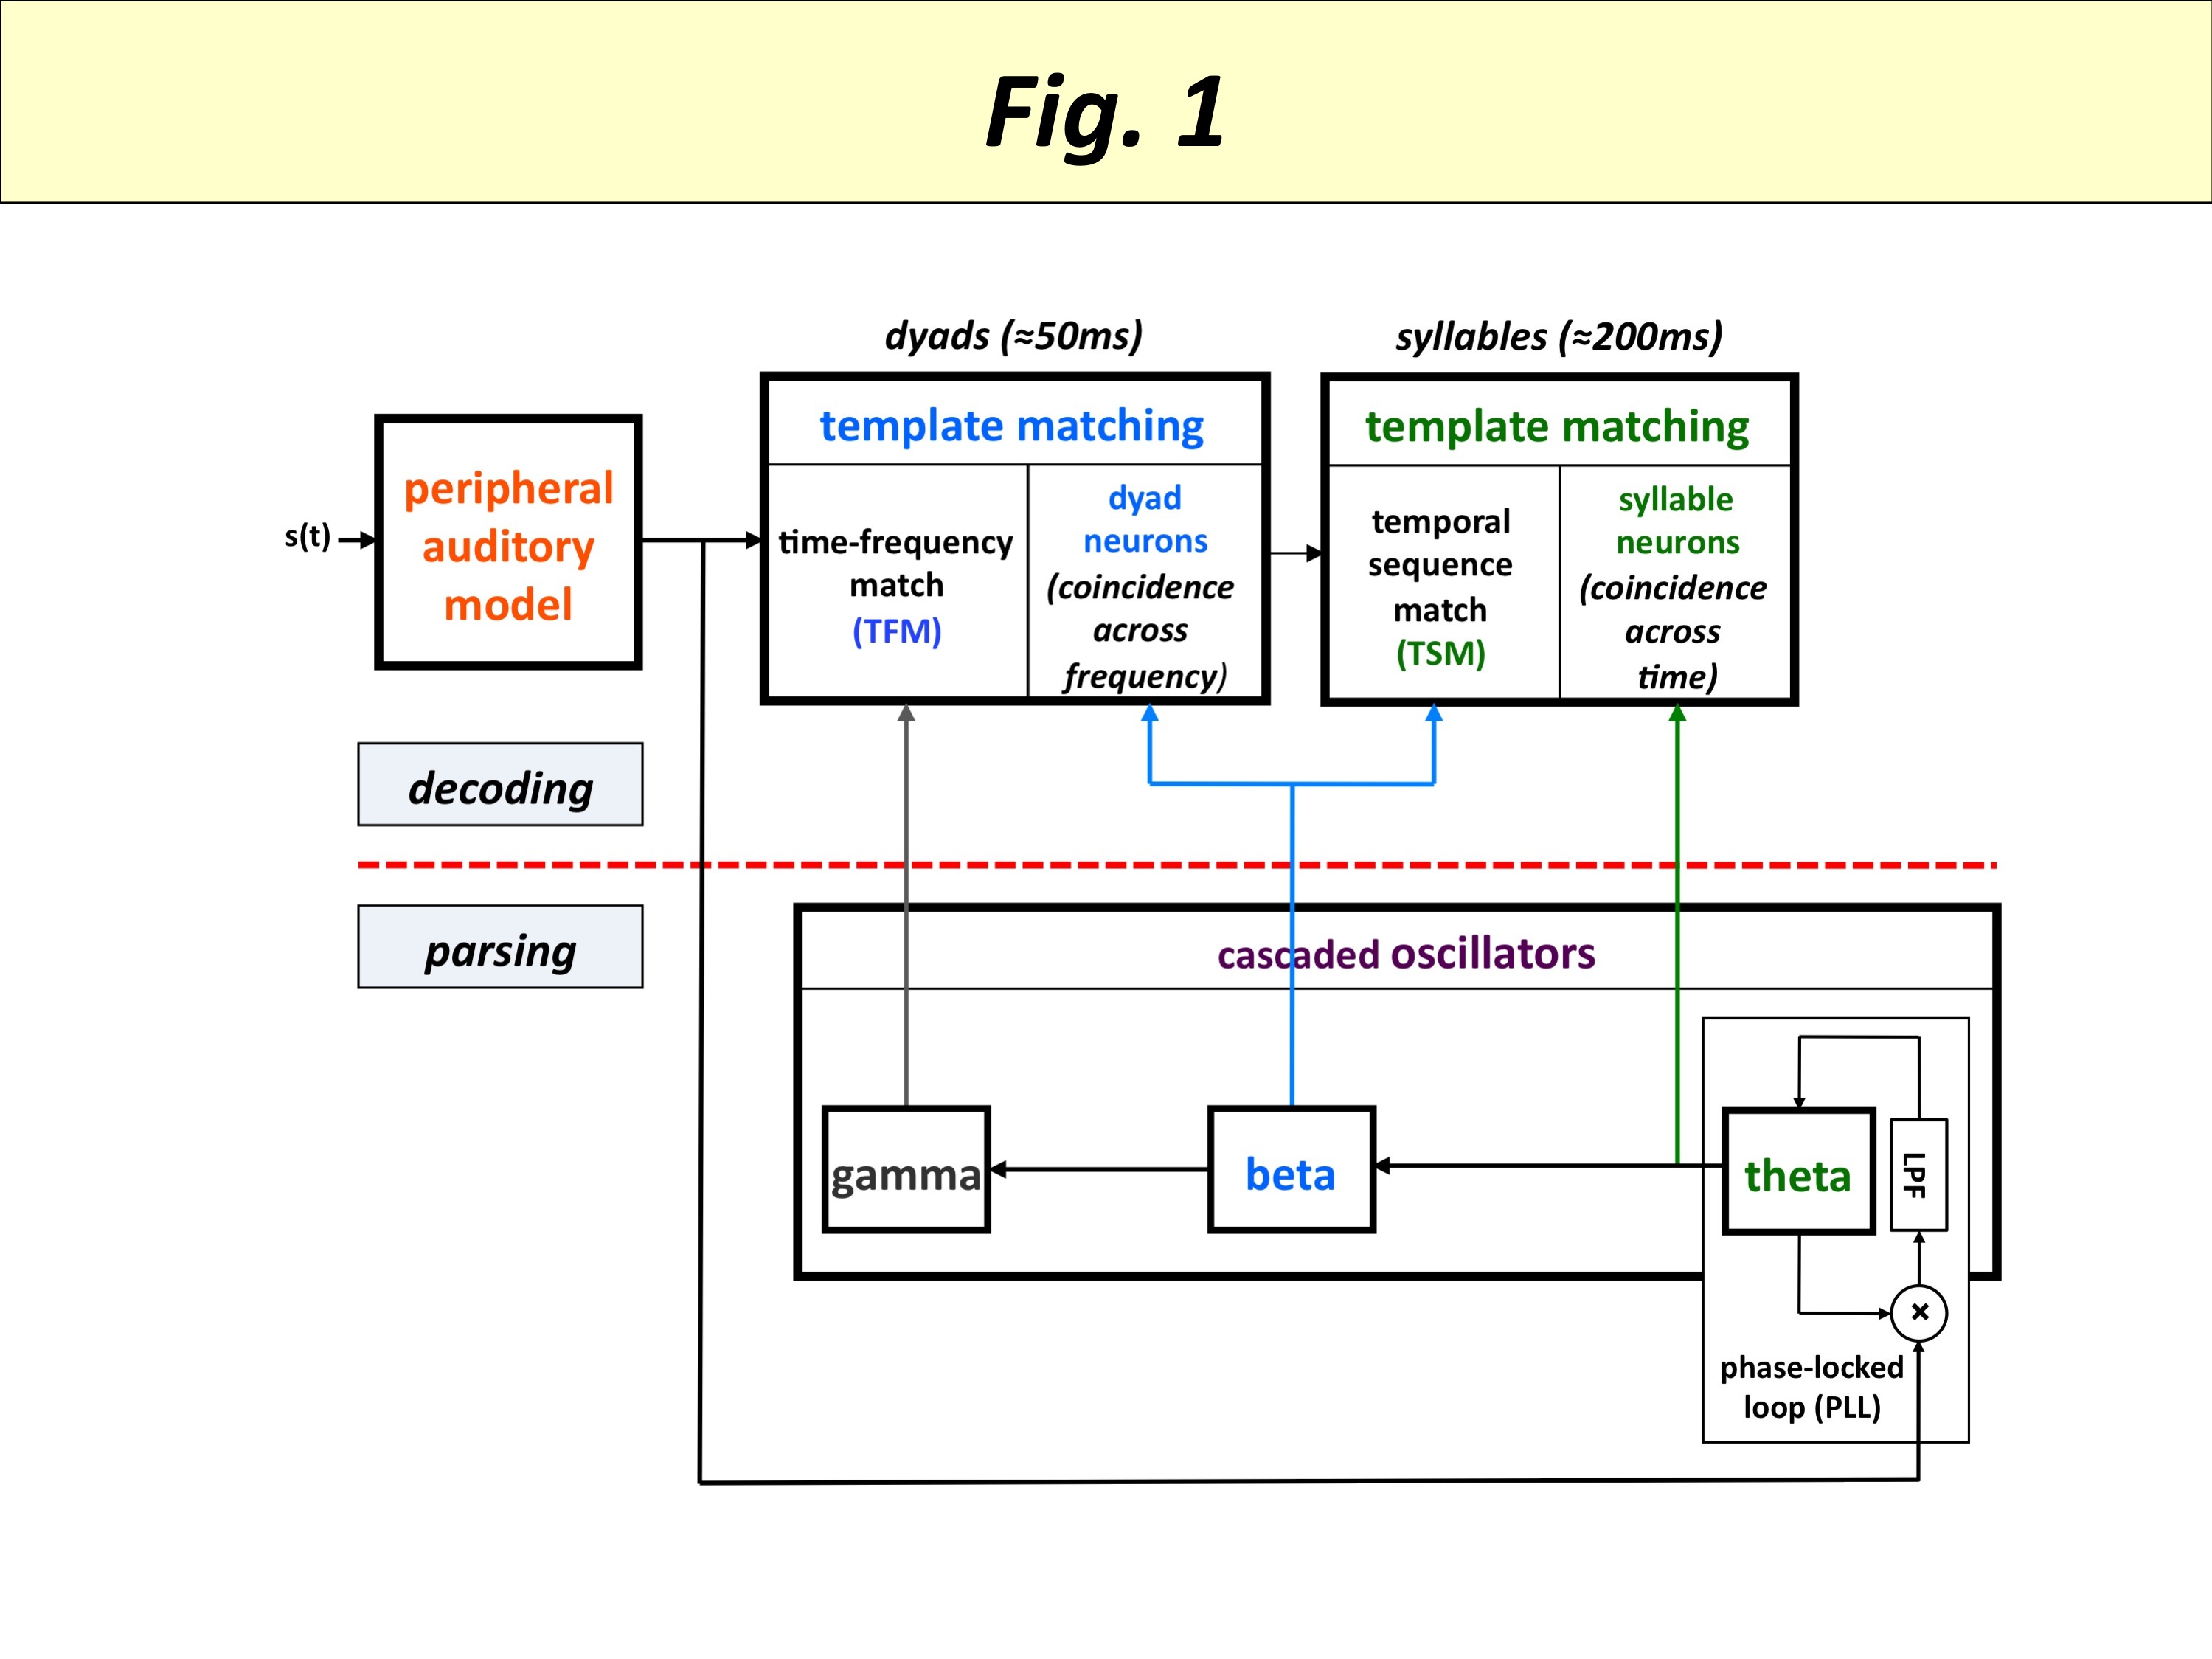 Fig. 1
dyads (≈50ms)
syllables (≈200ms)
s(t)
peripheral
auditory
model
template matching
time-frequency
match
(TFM)
dyad
neurons
(coincidence
across
frequency)
template matching
temporal
sequence
match
(TSM)
syllable
neurons
(coincidence
across
time)
decoding
parsing
cascaded oscillators
gamma
beta
theta
LPF
×
phase-locked
loop (PLL)